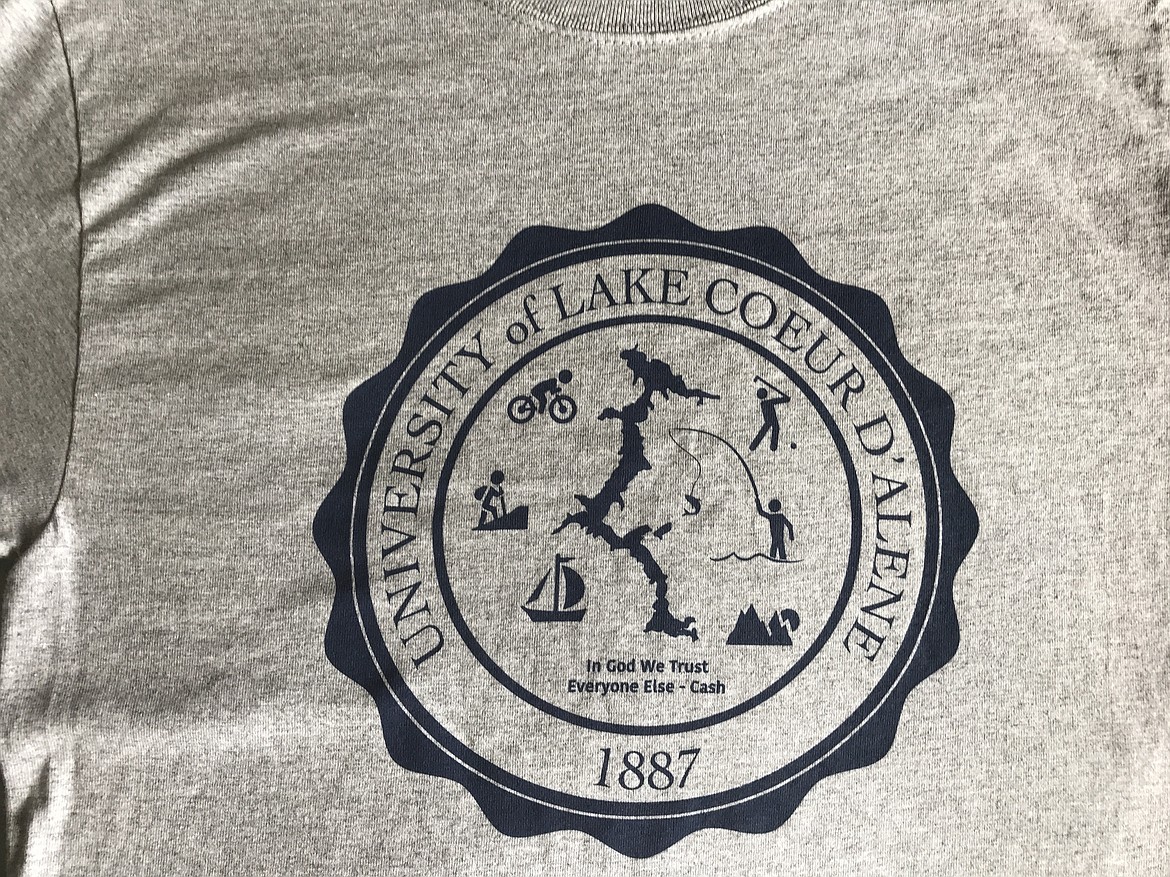 UNIVERSITY of LAKE COEUR D'ALENE
In God We Trust
Everyone Else - Cash
1887